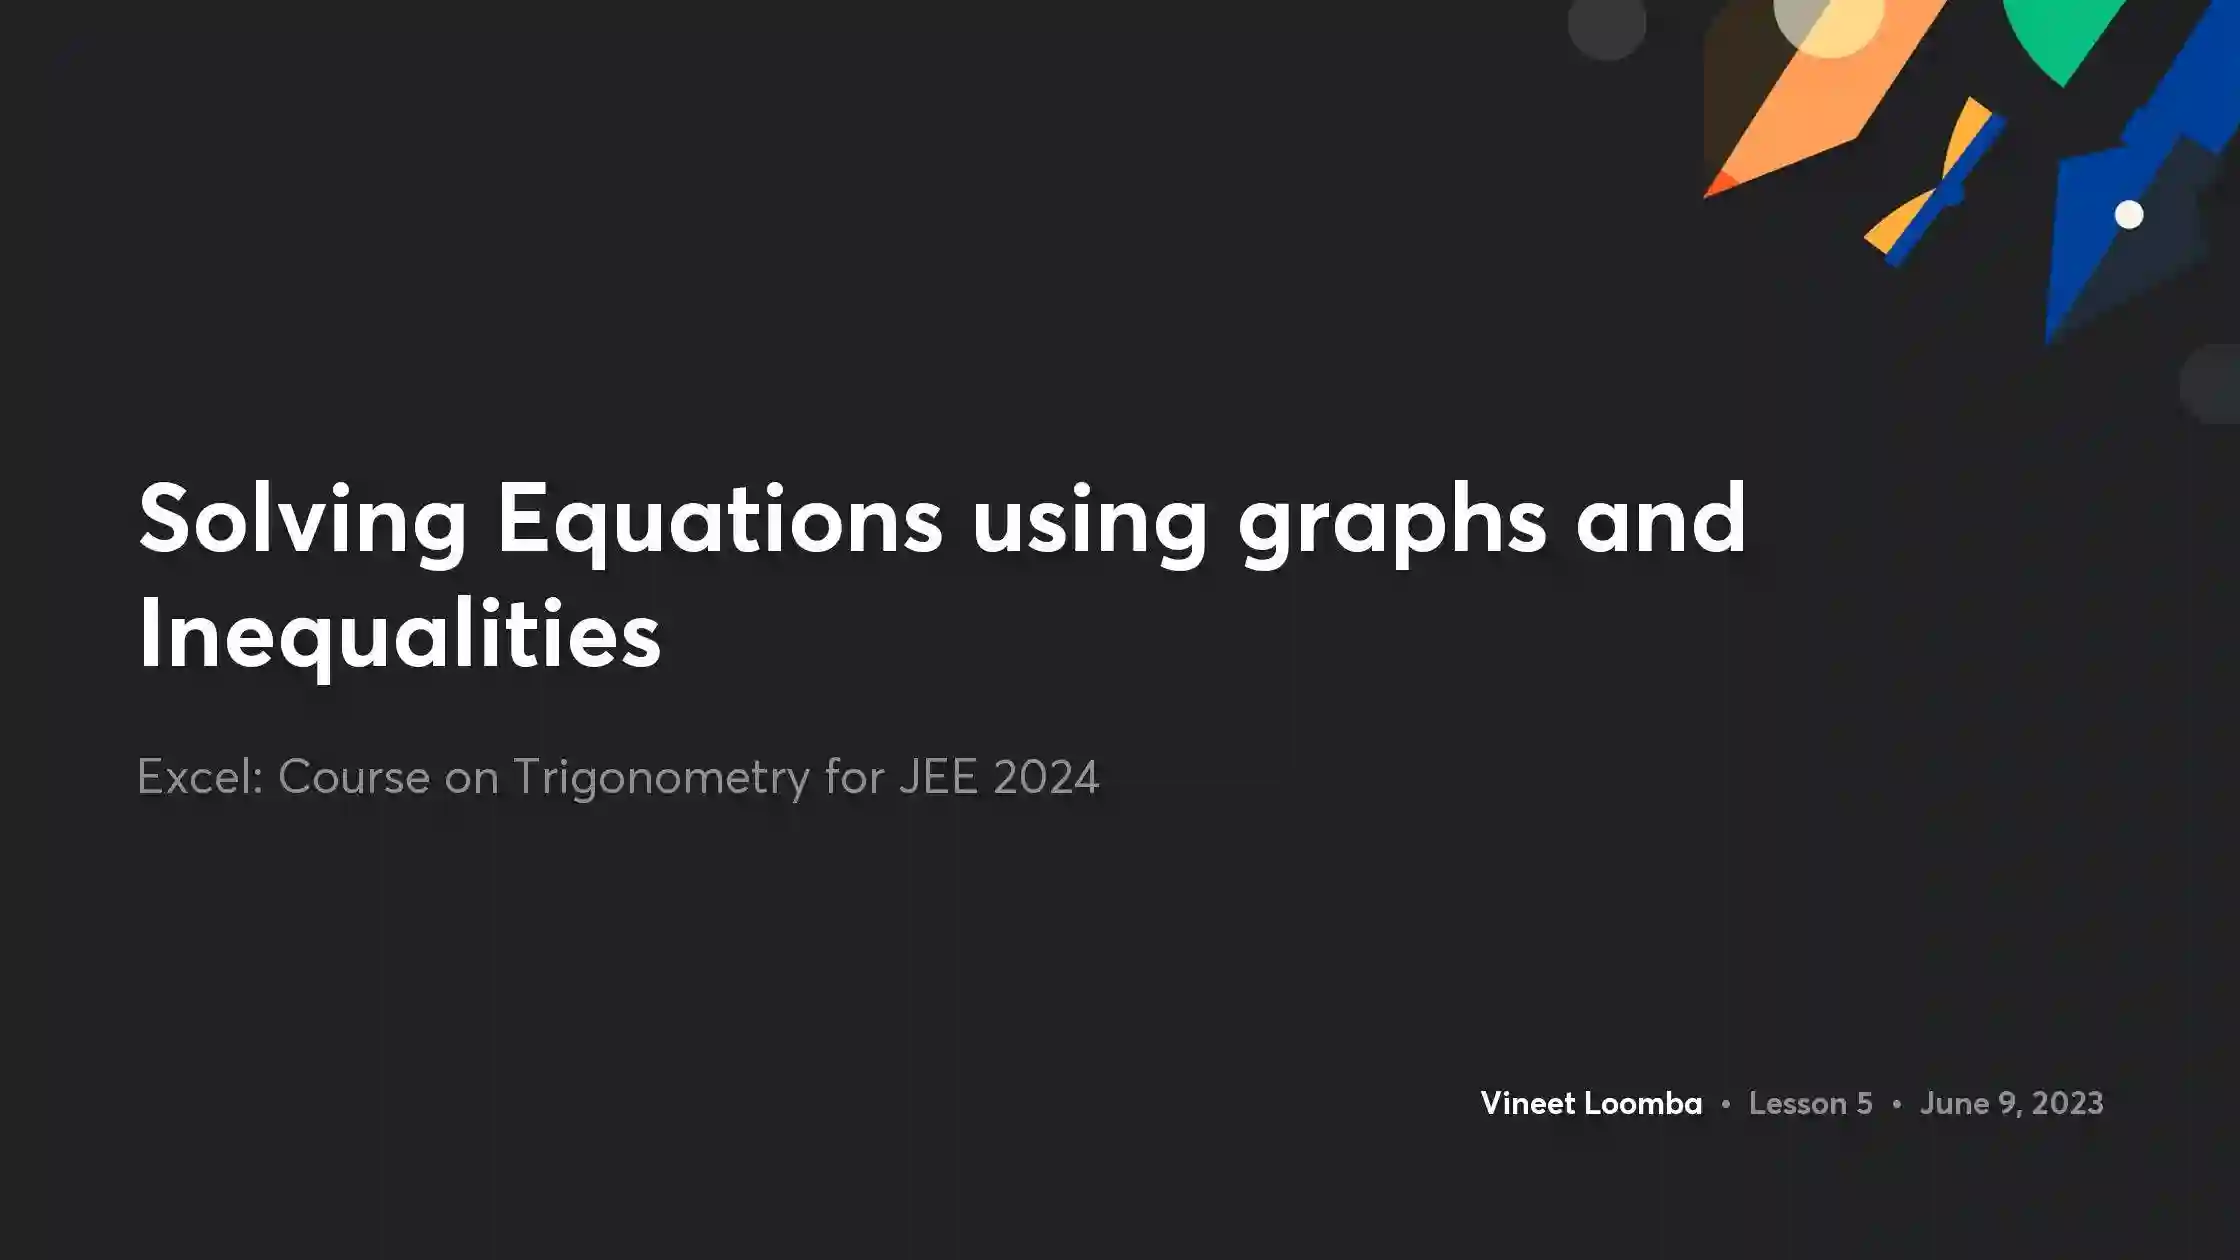 Solving Equations using graphs and
Inequalities
Excel: Course on Trigonometry for JEE 2024
Vineet Loomba • Lesson 5 • June 9, 2023